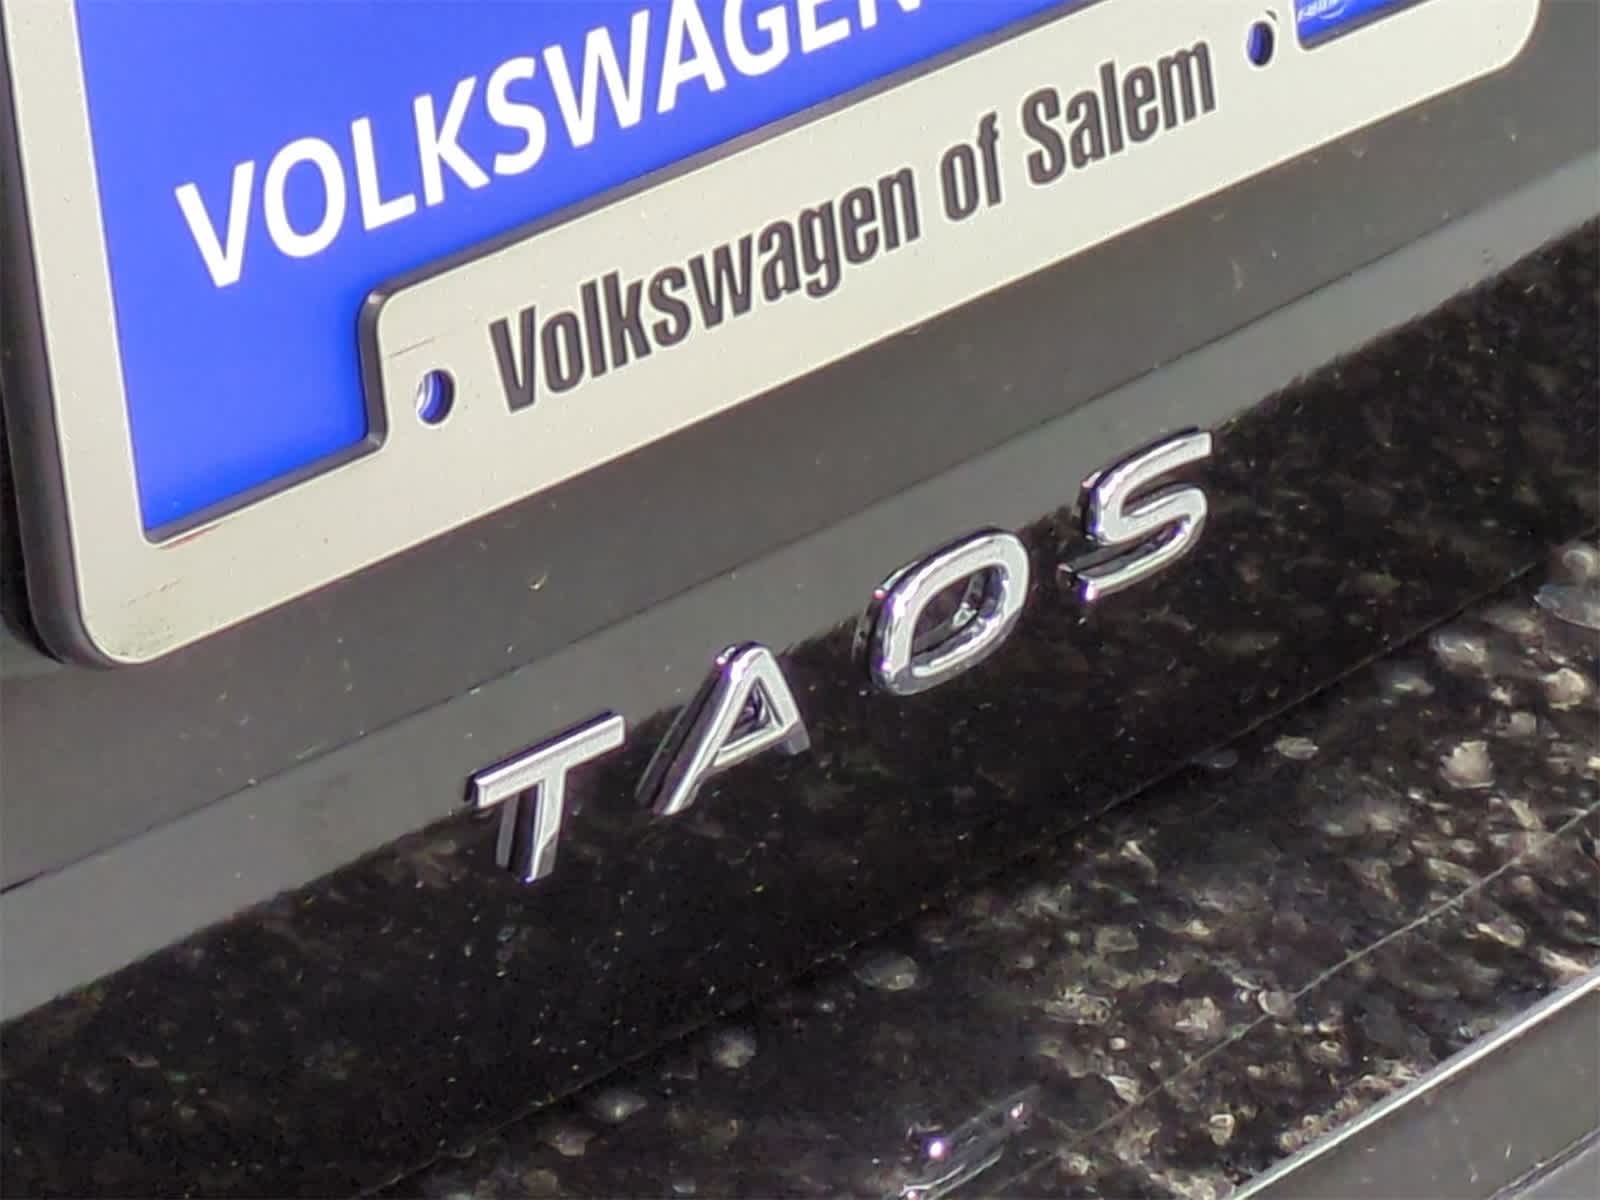 VOLKSWAGEN
Volkswagen of Salem
TAOS